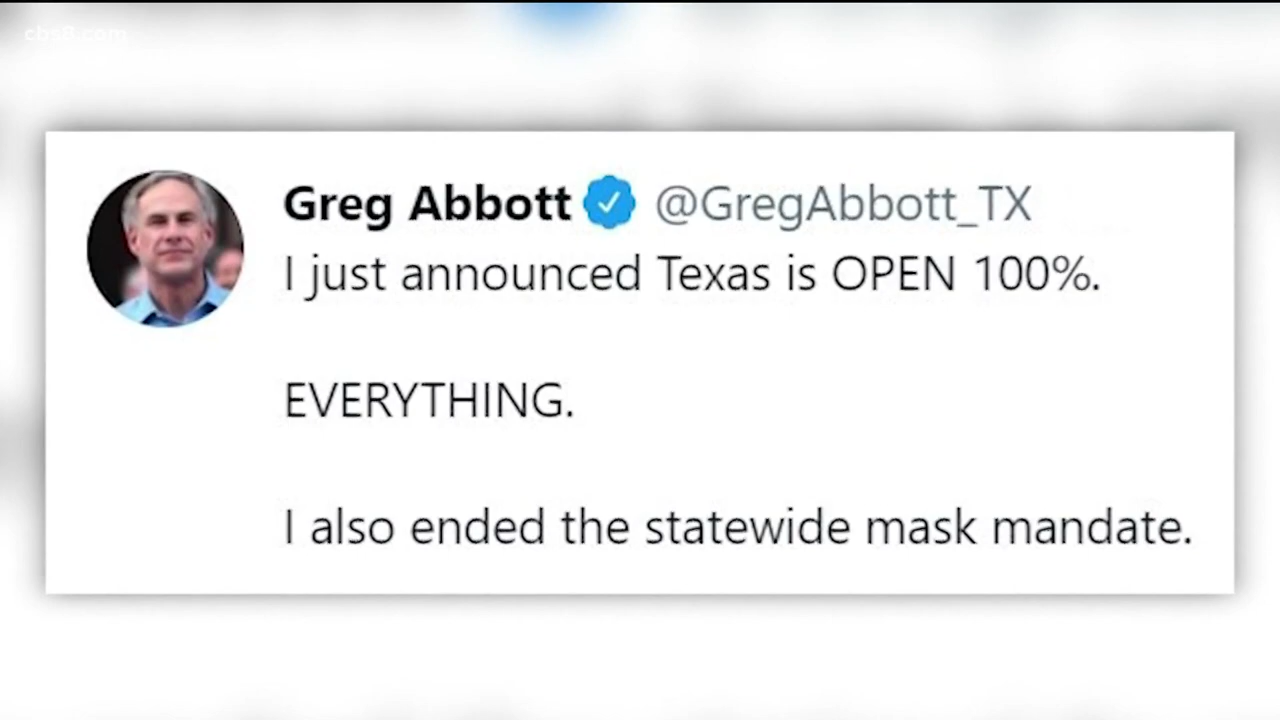 cbs8.com
Greg Abbott @GregAbbott_TX
I just announced Texas is OPEN 100%.
EVERYTHING.
I also ended the statewide mask mandate.